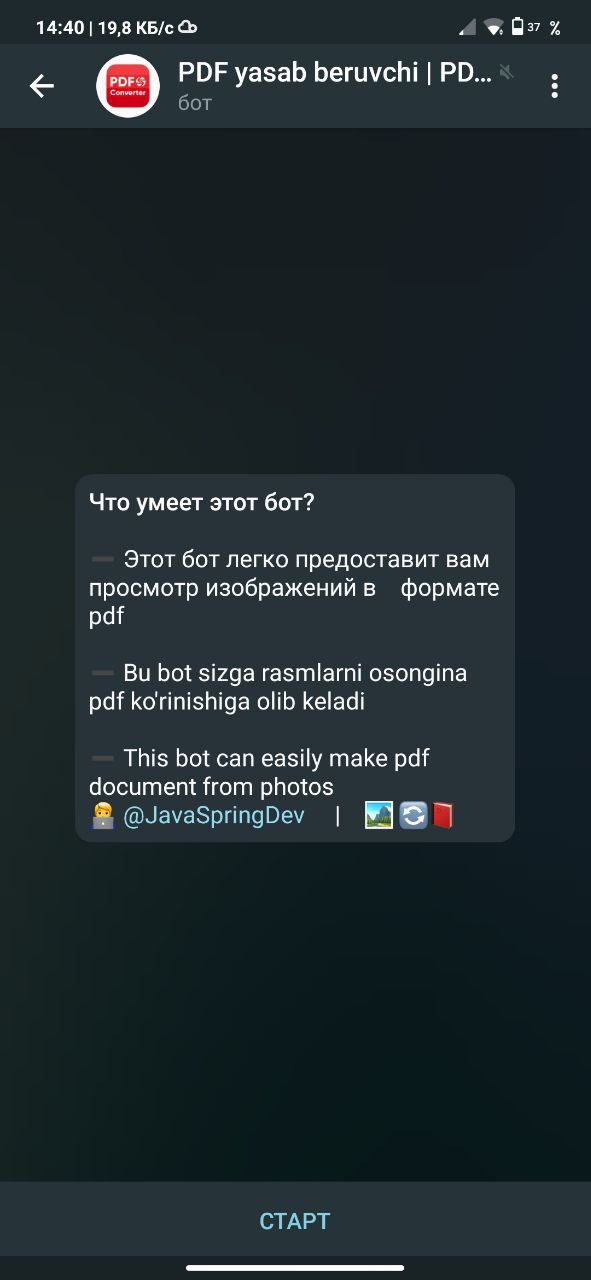 14:40 | 19,8 КБ/с 37 %
PDF Converter
PDF yasab beruvchi | PD...
бот
Что умеет этот бот?
➖ Этот бот легко предоставит вам
просмотр изображений в формате
pdf
➖ Bu bot sizga rasmlarni osongina
pdf ko'rinishiga olib keladi
➖ This bot can easily make pdf
document from photos
👨‍💻 @JavaSpringDev | 🏞🔄📕
СТАРТ